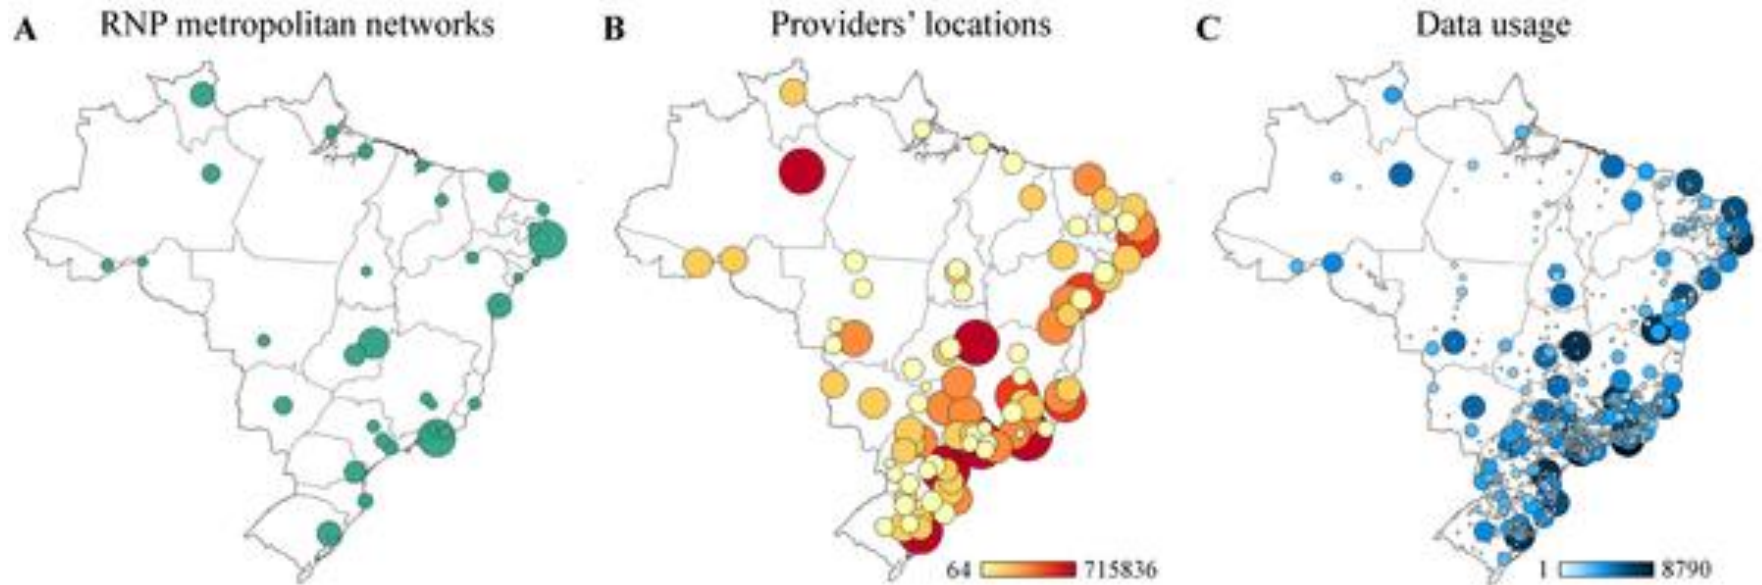 A RNP metropolitan networks
B Providers' locations
C Data usage
64 715836
1 8790